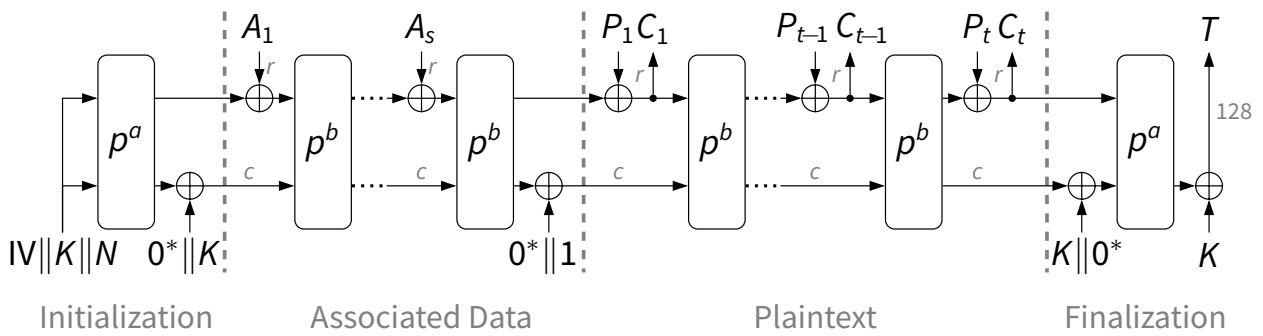 A₁ Aₛ P₁ C₁ Pₜ₋₁ Cₜ₋₁ Pₜ Cₜ T
r r r r r
pᵃ pᵇ pᵇ pᵇ pᵇ pᵃ 128
c c c c c
IV‖K‖N 0*‖K 0*‖1 K‖0* K
Initialization Associated Data Plaintext Finalization